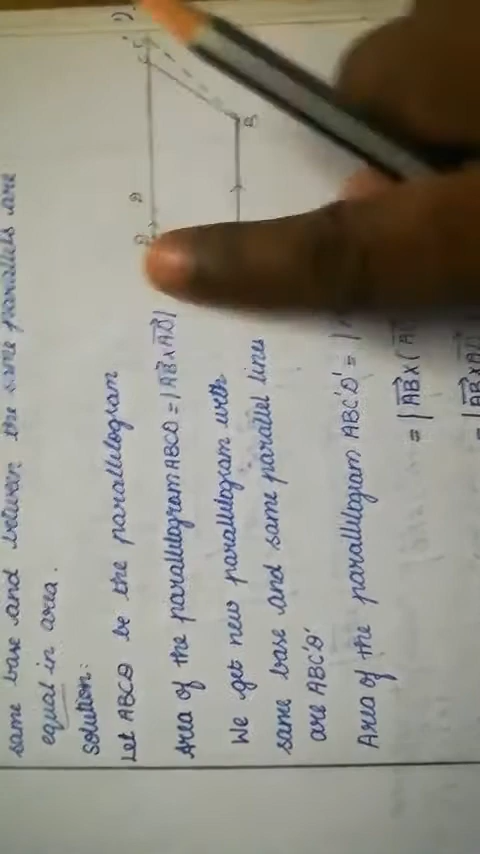 same base and between the same parallels are
equal in area.
Solution:
Let ABCD be the parallelogram
Area of the parallelogram ABCD = |AB⃗ × AD⃗|
We get new parallelogram with
same base and same parallel lines
are ABC'D'
Area of the parallelogram ABC'D' = |
= |AB⃗ × (
= |AB⃗ × AD⃗
D
D'
C
C'
B